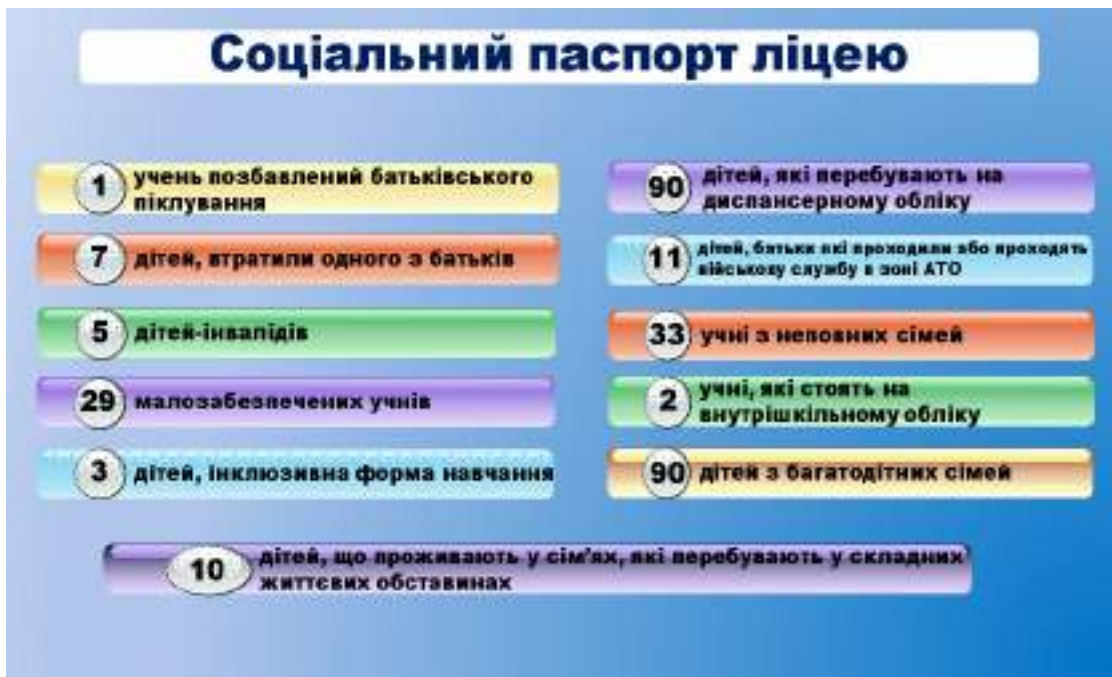 Соціальний паспорт ліцею
1 учень позбавлений батьківського
піклування
7 дітей, втратили одного з батьків
5 дітей-інвалідів
29 малозабезпечених учнів
3 дітей, інклюзивна форма навчання
90 дітей, які перебувають на
диспансерному обліку
11 дітей, батьки які проходили або проходять
військову службу в зоні АТО
33 учні з неповних сімей
2 учні, які стоять на
внутрішкільному обліку
90 дітей з багатодітних сімей
10 дітей, що проживають у сім'ях, які перебувають у складних
життєвих обставинах